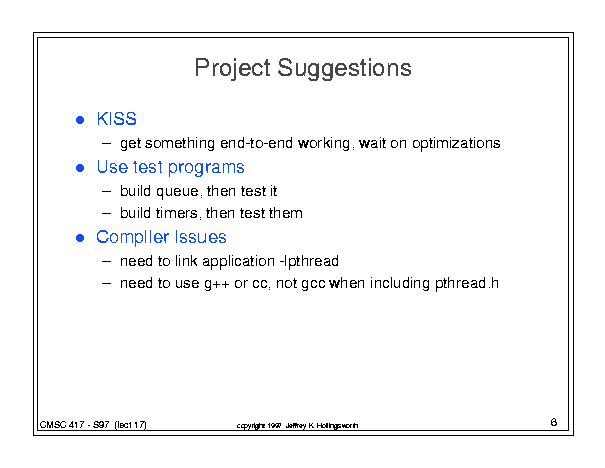 Project Suggestions
● KISS
– get something end-to-end working, wait on optimizations
● Use test programs
– build queue, then test it
– build timers, then test them
● Compiler Issues
– need to link application -lpthread
– need to use g++ or cc, not gcc when including pthread.h
CMSC 417 - S97 (lect 17)
copyright 1997 Jeffrey K. Hollingsworth
6